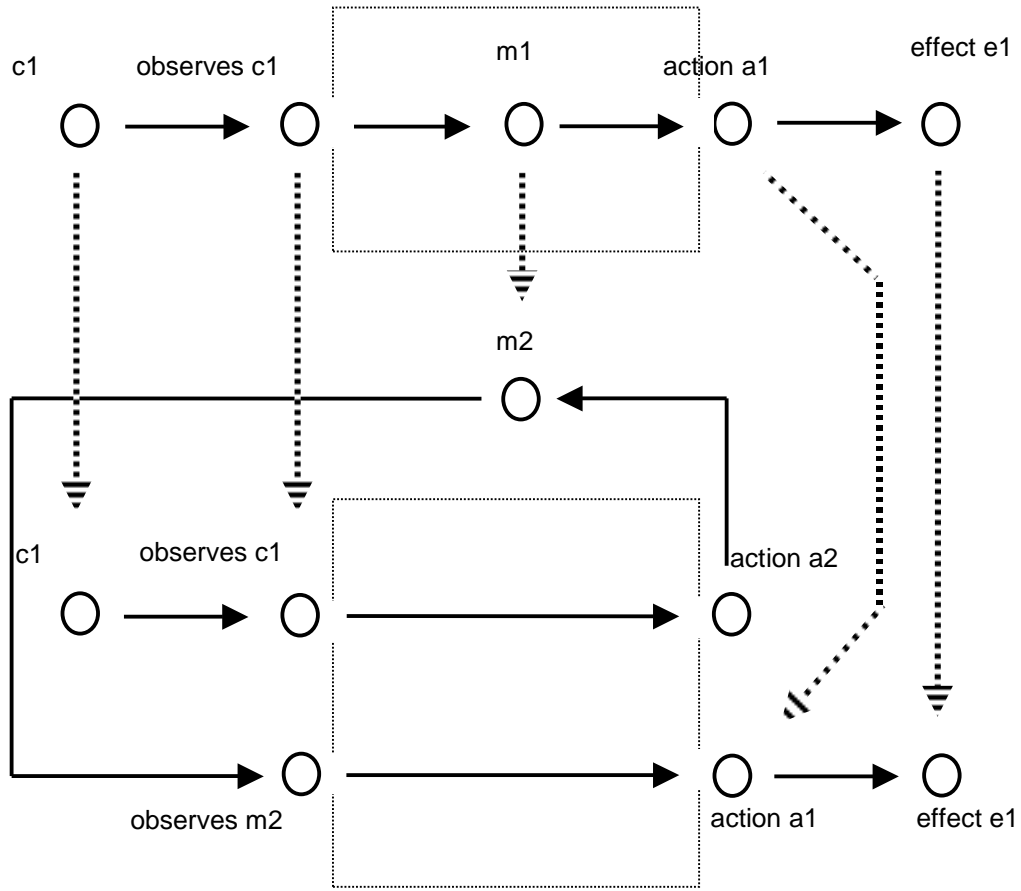 c1
observes c1
m1
action a1
effect e1
m2
c1
observes c1
action a2
observes m2
action a1
effect e1